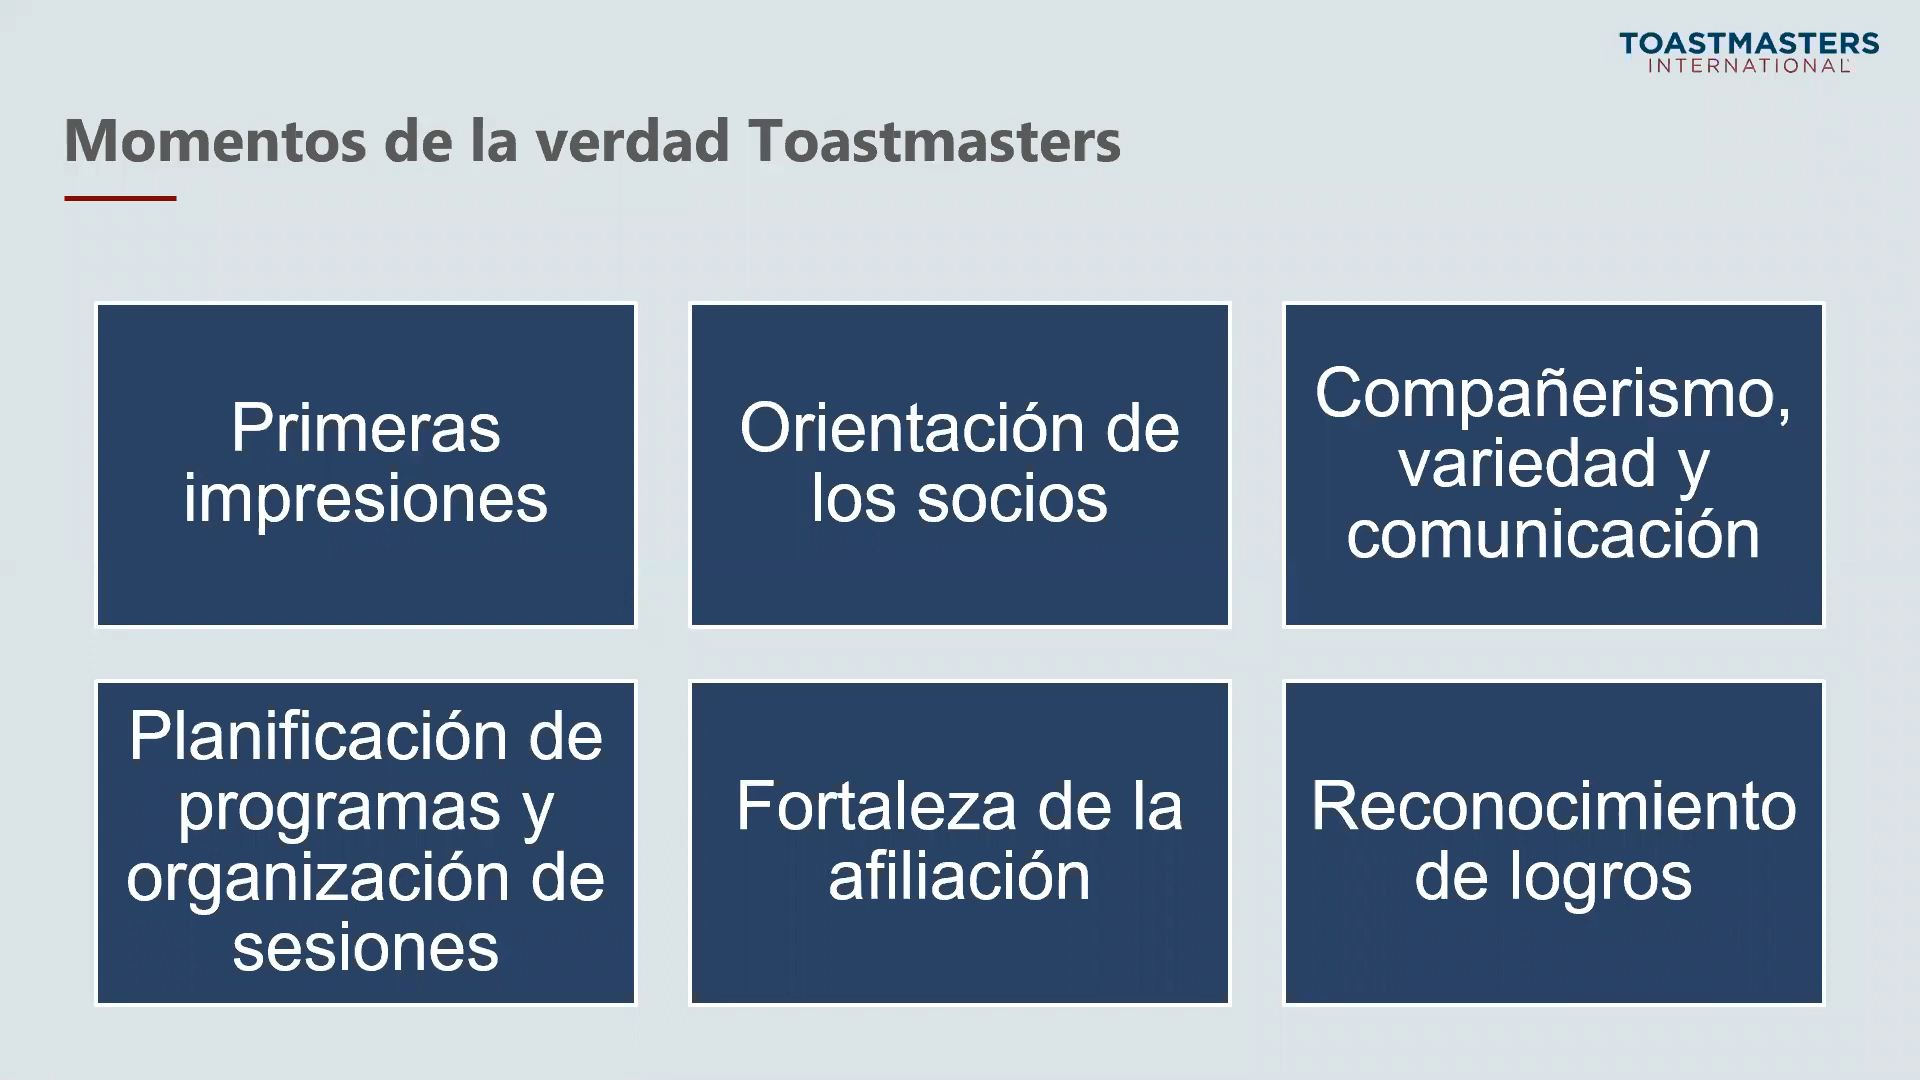 TOASTMASTERS
INTERNATIONAL
Momentos de la verdad Toastmasters
Primeras
impresiones
Orientación de
los socios
Compañerismo,
variedad y
comunicación
Planificación de
programas y
organización de
sesiones
Fortaleza de la
afiliación
Reconocimiento
de logros